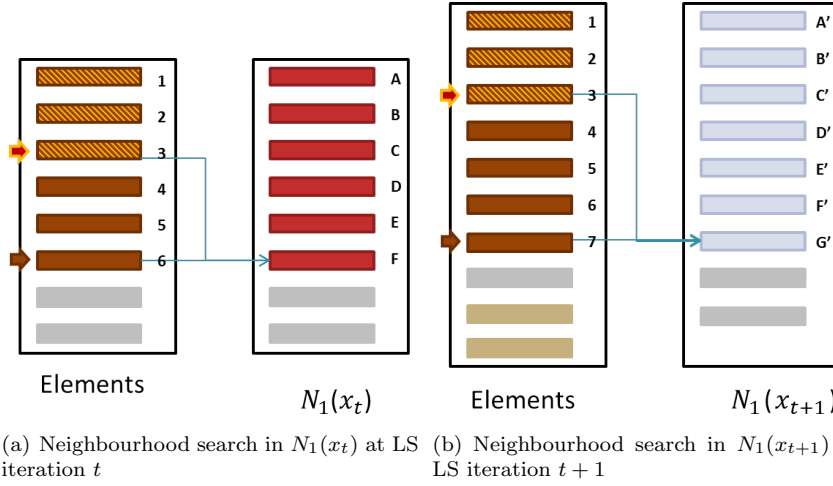 1
2
3
4
5
6
A
B
C
D
E
F
Elements
N₁(xₜ)
1
2
3
4
5
6
7
A'
B'
C'
D'
E'
F'
G'
Elements
N₁(xₜ₊₁)
(a) Neighbourhood search in N₁(xₜ) at LS
iteration t
(b) Neighbourhood search in N₁(xₜ₊₁)
LS iteration t + 1